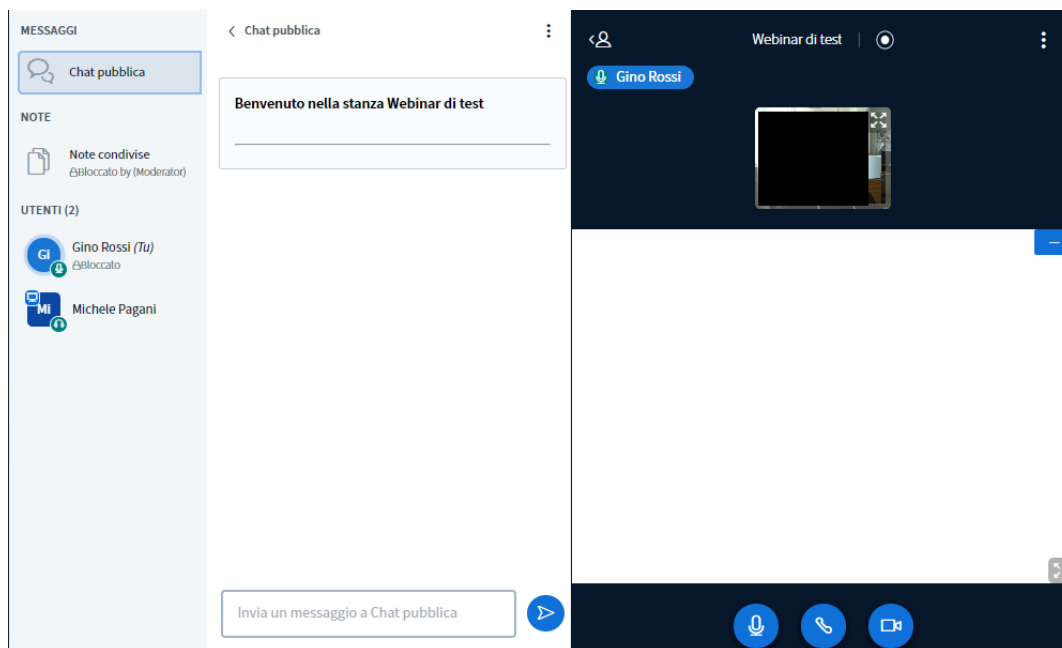 MESSAGGI
Chat pubblica
NOTE
Note condivise
Bloccato by (Moderator)
UTENTI (2)
GI
Gino Rossi (Tu)
Bloccato
Mi
Michele Pagani
Chat pubblica
Benvenuto nella stanza Webinar di test
Invia un messaggio a Chat pubblica
Webinar di test
Gino Rossi